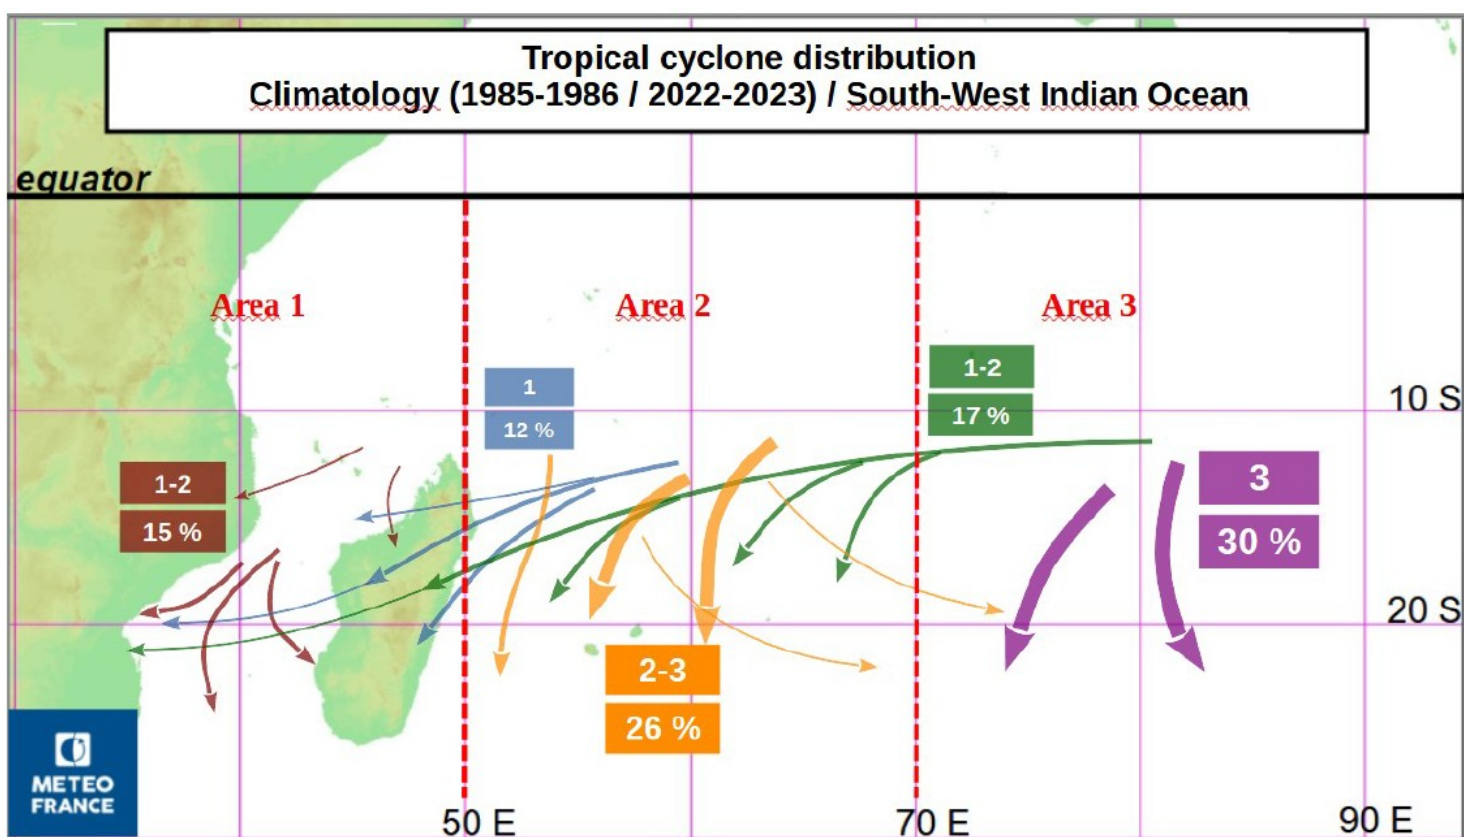 Tropical cyclone distribution
Climatology (1985-1986 / 2022-2023) / South-West Indian Ocean
equator
Area 1
Area 2
Area 3
1-2
17 %
1
12 %
10 S
1-2
15 %
3
30 %
20 S
2-3
26 %
METEO
FRANCE
50 E
70 E
90 E